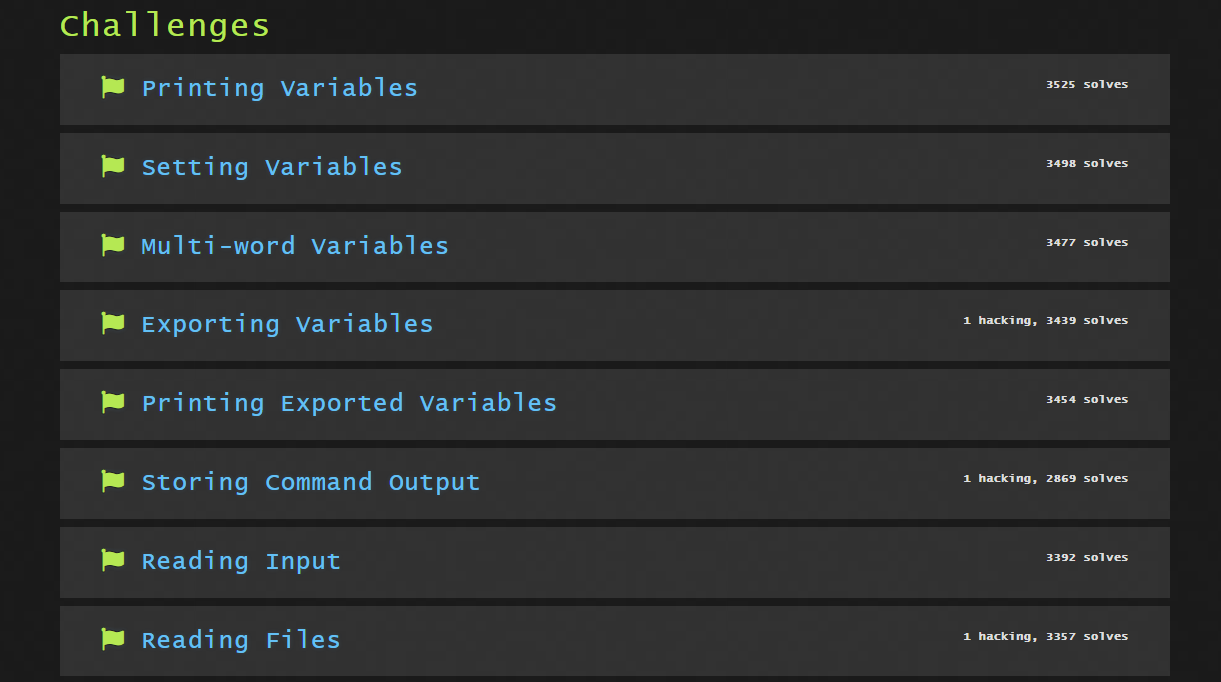 Challenges
Printing Variables 3525 solves
Setting Variables 3498 solves
Multi-word Variables 3477 solves
Exporting Variables 1 hacking, 3439 solves
Printing Exported Variables 3454 solves
Storing Command Output 1 hacking, 2869 solves
Reading Input 3392 solves
Reading Files 1 hacking, 3357 solves